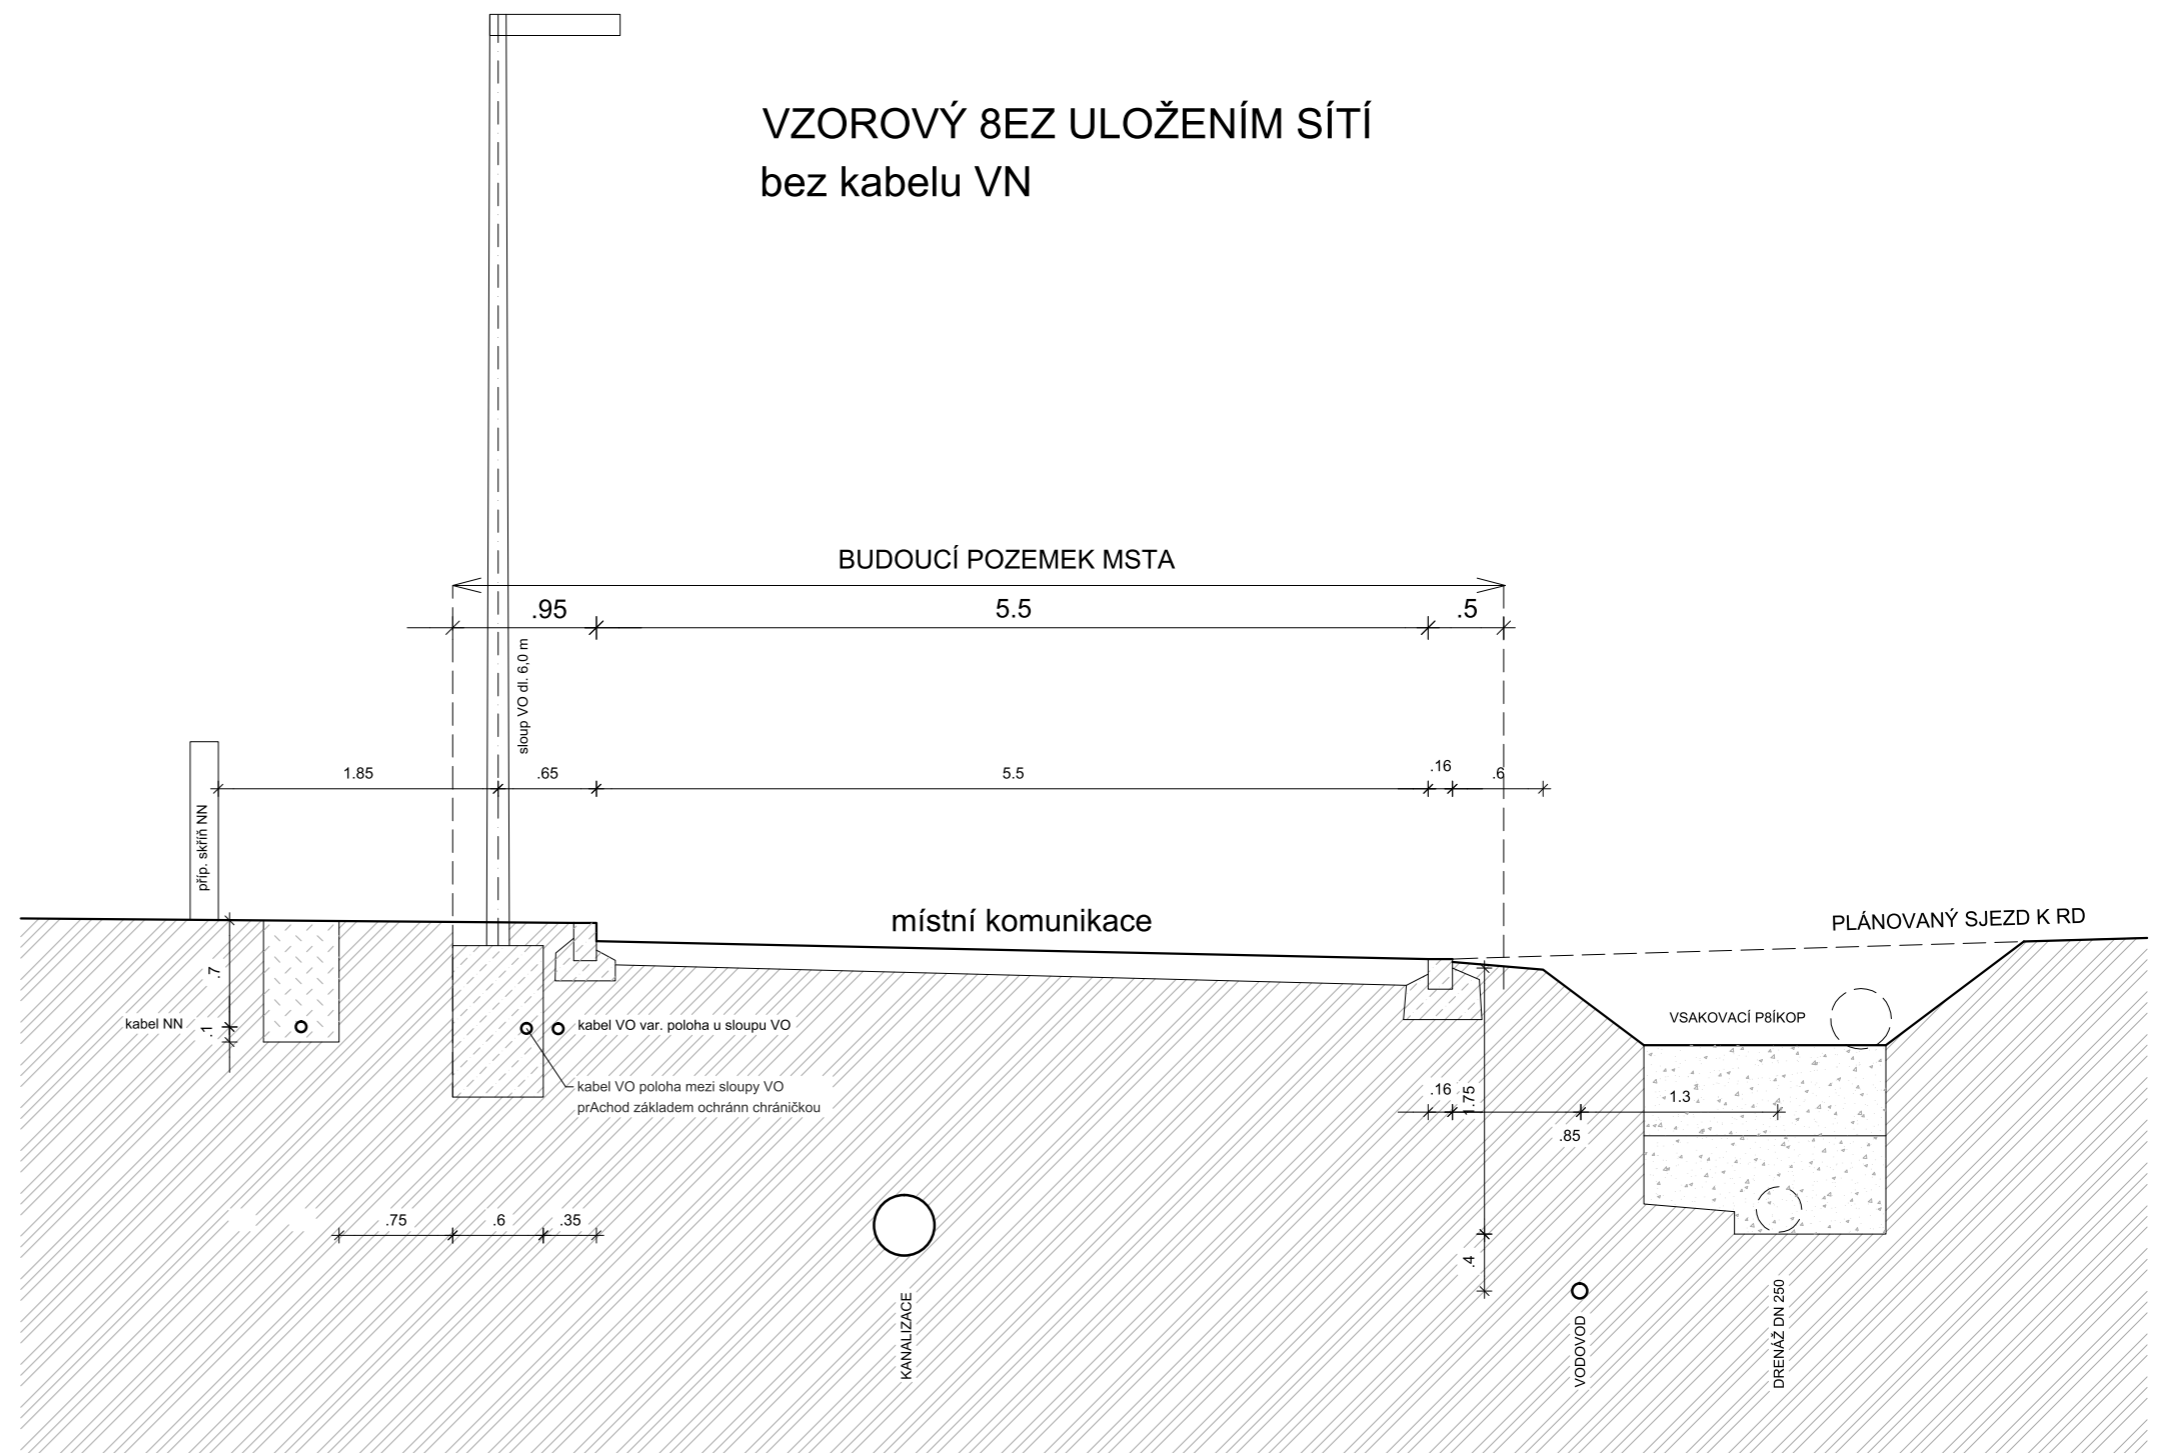 VZOROVÝ 8EZ ULOŽENÍM SÍTÍ
bez kabelu VN
BUDOUCÍ POZEMEK MSTA
.95
5.5
.5
sloup VO dl. 6,0 m
1.85
.65
5.5
.16
.6
příp. skříň NN
místní komunikace
PLÁNOVANÝ SJEZD K RD
.7
.1
kabel NN
kabel VO var. poloha u sloupu VO
VSAKOVACÍ P8ÍKOP
kabel VO poloha mezi sloupy VO
prAchod základem ochránn chráničkou
.16
1.75
1.3
.85
.75
.6
.35
.4
KANALIZACE
VODOVOD
DRENÁŽ DN 250